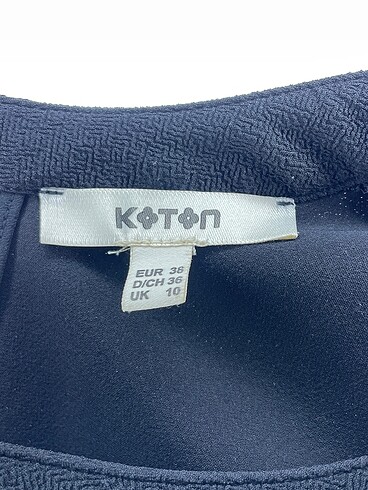 KOTON
EUR 38
D/CH 36
UK 10